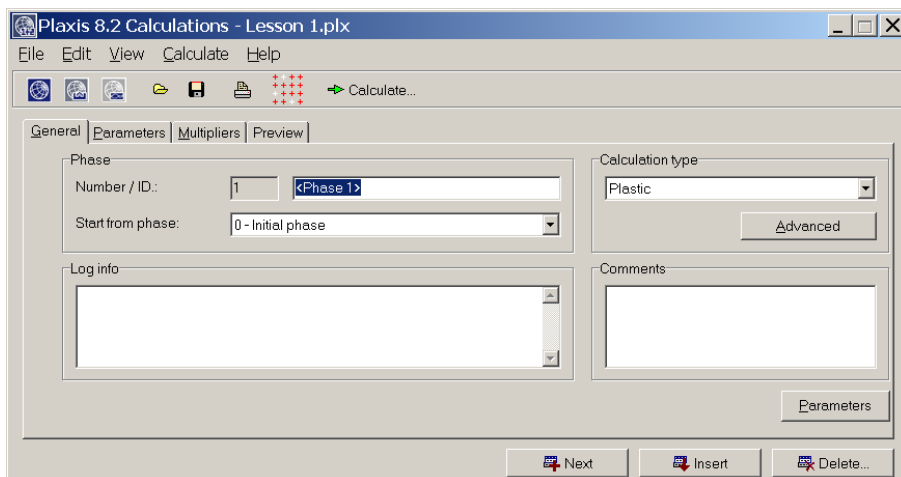 Plaxis 8.2 Calculations - Lesson 1.plx
File Edit View Calculate Help
Calculate...
General Parameters Multipliers Preview
Phase
Number / ID.: 1 <Phase 1>
Start from phase: 0 - Initial phase
Calculation type
Plastic
Advanced
Log info
Comments
Parameters
Next Insert Delete...